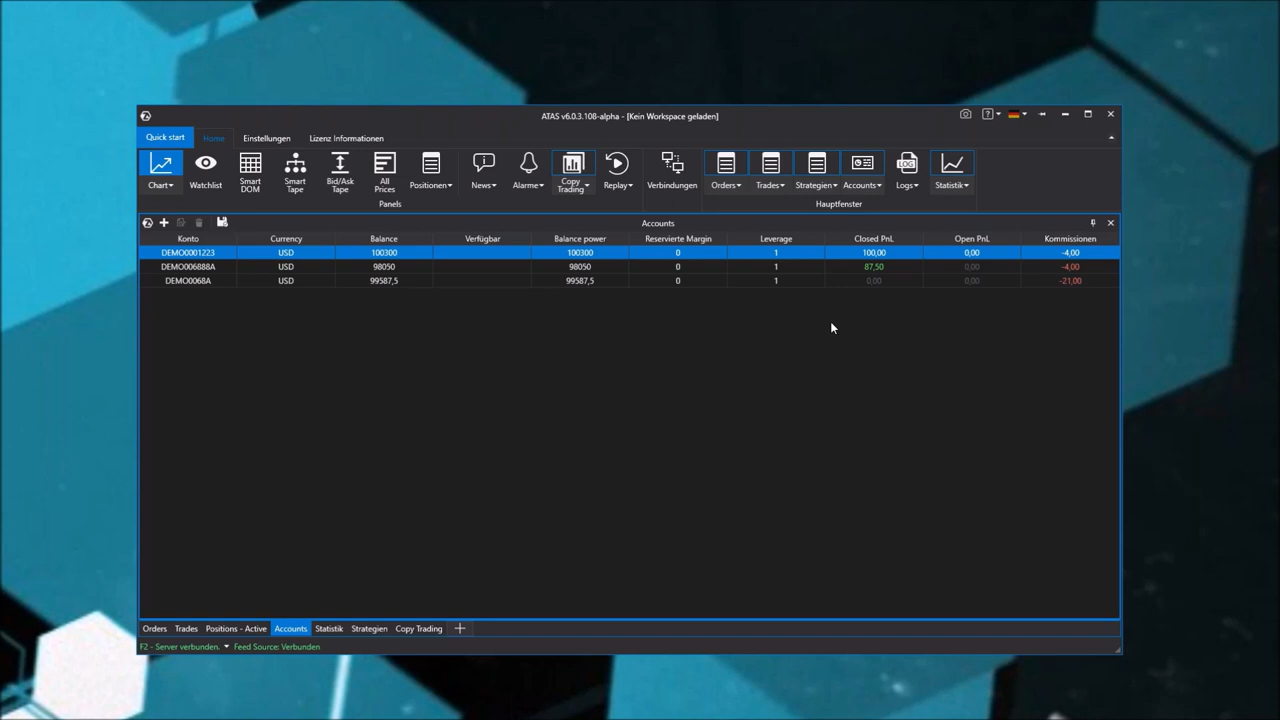 ATAS v6.0.3.108-alpha - [Kein Workspace geladen]
Quick start Home Einstellungen Lizenz Informationen
Chart Watchlist Smart DOM Smart Tape Bid/Ask Tape All Prices Positionen News Alarme Copy Trading Replay Verbindungen Orders Trades Strategien Accounts LOG Logs Statistik
Panels Hauptfenster
Accounts
Konto Currency Balance Verfügbar Balance power Reservierte Margin Leverage Closed PnL Open PnL Kommissionen
DEMO0001223 USD 100300 100300 0 1 100,00 0,00 -4,00
DEMO006888A USD 98050 98050 0 1 87,50 0,00 -4,00
DEMO0068A USD 99587,5 99587,5 0 1 0,00 0,00 -21,00
Orders Trades Positions - Active Accounts Statistik Strategien Copy Trading
FZ - Server verbunden. Feed Source: Verbunden